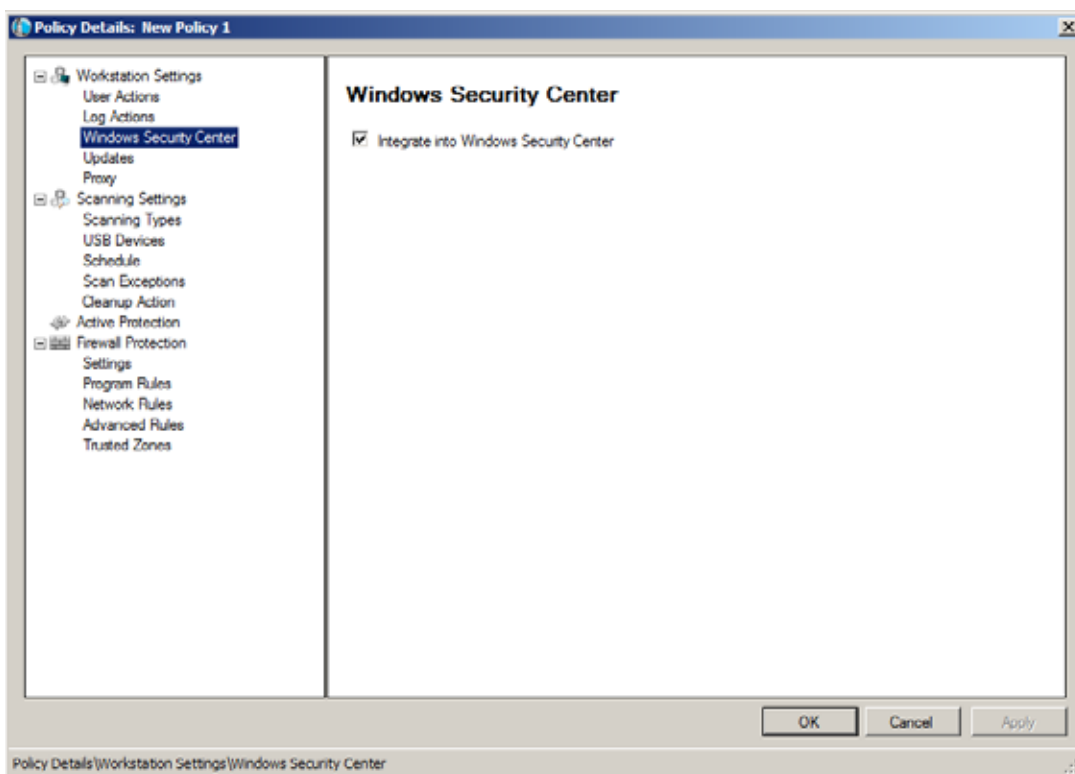 Policy Details: New Policy 1
Workstation Settings
User Actions
Log Actions
Windows Security Center
Updates
Proxy
Scanning Settings
Scanning Types
USB Devices
Schedule
Scan Exceptions
Cleanup Action
Active Protection
Firewall Protection
Settings
Program Rules
Network Rules
Advanced Rules
Trusted Zones
Windows Security Center
Integrate into Windows Security Center
OK
Cancel
Apply
Policy Details\Workstation Settings\Windows Security Center